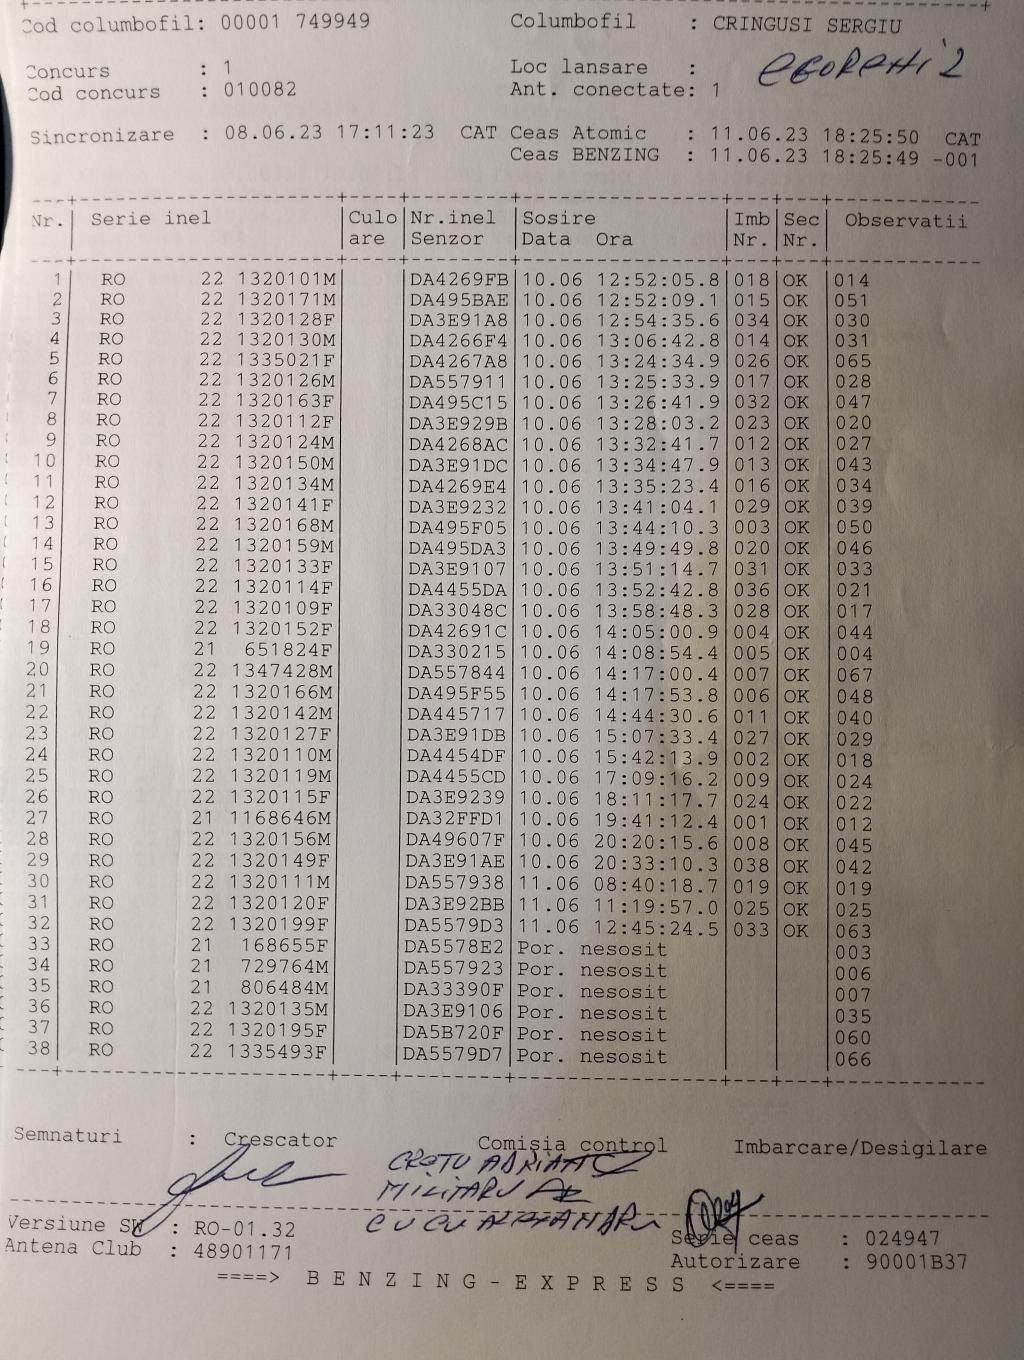 Cod columbofil: 00001 749949 Columbofil : CRINGUSI SERGIU
Concurs : 1 Loc lansare :
Cod concurs : 010082 Ant. conectate: 1
Sincronizare : 08.06.23 17:11:23 CAT Ceas Atomic : 11.06.23 18:25:50 CAT
Ceas BENZING : 11.06.23 18:25:49 -001
Nr. Serie inel Culo Nr.inel Sosire Imb Sec Observatii
are Senzor Data Ora Nr. Nr.
1 RO 22 1320101M DA4269FB 10.06 12:52:05.8 018 OK 014
2 RO 22 1320171M DA495BAE 10.06 12:52:09.1 015 OK 051
3 RO 22 1320128F DA3E91A8 10.06 12:54:35.6 034 OK 030
4 RO 22 1320130M DA4266F4 10.06 13:06:42.8 014 OK 031
5 RO 22 1335021F DA4267A8 10.06 13:24:34.9 026 OK 065
6 RO 22 1320126M DA557911 10.06 13:25:33.9 017 OK 028
7 RO 22 1320163F DA495C15 10.06 13:26:41.9 032 OK 047
8 RO 22 1320112F DA3E929B 10.06 13:28:03.2 023 OK 020
9 RO 22 1320124M DA4268AC 10.06 13:32:41.7 012 OK 027
10 RO 22 1320150M DA3E91DC 10.06 13:34:47.9 013 OK 043
11 RO 22 1320134M DA4269E4 10.06 13:35:23.4 016 OK 034
12 RO 22 1320141F DA3E9232 10.06 13:41:04.1 029 OK 039
13 RO 22 1320168M DA495F05 10.06 13:44:10.3 003 OK 050
14 RO 22 1320159M DA495DA3 10.06 13:49:49.8 020 OK 046
15 RO 22 1320133F DA3E9107 10.06 13:51:14.7 031 OK 033
16 RO 22 1320114F DA4455DA 10.06 13:52:42.8 036 OK 021
17 RO 22 1320109F DA33048C 10.06 13:58:48.3 028 OK 017
18 RO 22 1320152F DA42691C 10.06 14:05:00.9 004 OK 044
19 RO 21 651824F DA330215 10.06 14:08:54.4 005 OK 004
20 RO 22 1347428M DA557844 10.06 14:17:00.4 007 OK 067
21 RO 22 1320166M DA495F55 10.06 14:17:53.8 006 OK 048
22 RO 22 1320142M DA445717 10.06 14:44:30.6 011 OK 040
23 RO 22 1320127F DA3E91DB 10.06 15:07:33.4 027 OK 029
24 RO 22 1320110M DA4454DF 10.06 15:42:13.9 002 OK 018
25 RO 22 1320119M DA4455CD 10.06 17:09:16.2 009 OK 024
26 RO 22 1320115F DA3E9239 10.06 18:11:17.7 024 OK 022
27 RO 21 1168646M DA32FFD1 10.06 19:41:12.4 001 OK 012
28 RO 22 1320156M DA49607F 10.06 20:20:15.6 008 OK 045
29 RO 22 1320149F DA3E91AE 10.06 20:33:10.3 038 OK 042
30 RO 22 1320111M DA557938 11.06 08:40:18.7 019 OK 019
31 RO 22 1320120F DA3E92BB 11.06 11:19:57.0 025 OK 025
32 RO 22 1320199F DA5579D3 11.06 12:45:24.5 033 OK 063
33 RO 21 168655F DA5578E2 Por. nesosit 003
34 RO 21 729764M DA557923 Por. nesosit 006
35 RO 21 806484M DA33390F Por. nesosit 007
36 RO 22 1320135M DA3E9106 Por. nesosit 035
37 RO 22 1320195F DA5B720F Por. nesosit 060
38 RO 22 1335493F DA5579D7 Por. nesosit 066
Semnaturi : Crescator Comisia control Imbarcare/Desigilare
MILITARU
Versiune SW : RO-01.32 Serie ceas : 024947
Antena Club : 48901171 Autorizare : 90001B37
====> BENZING-EXPRESS <====